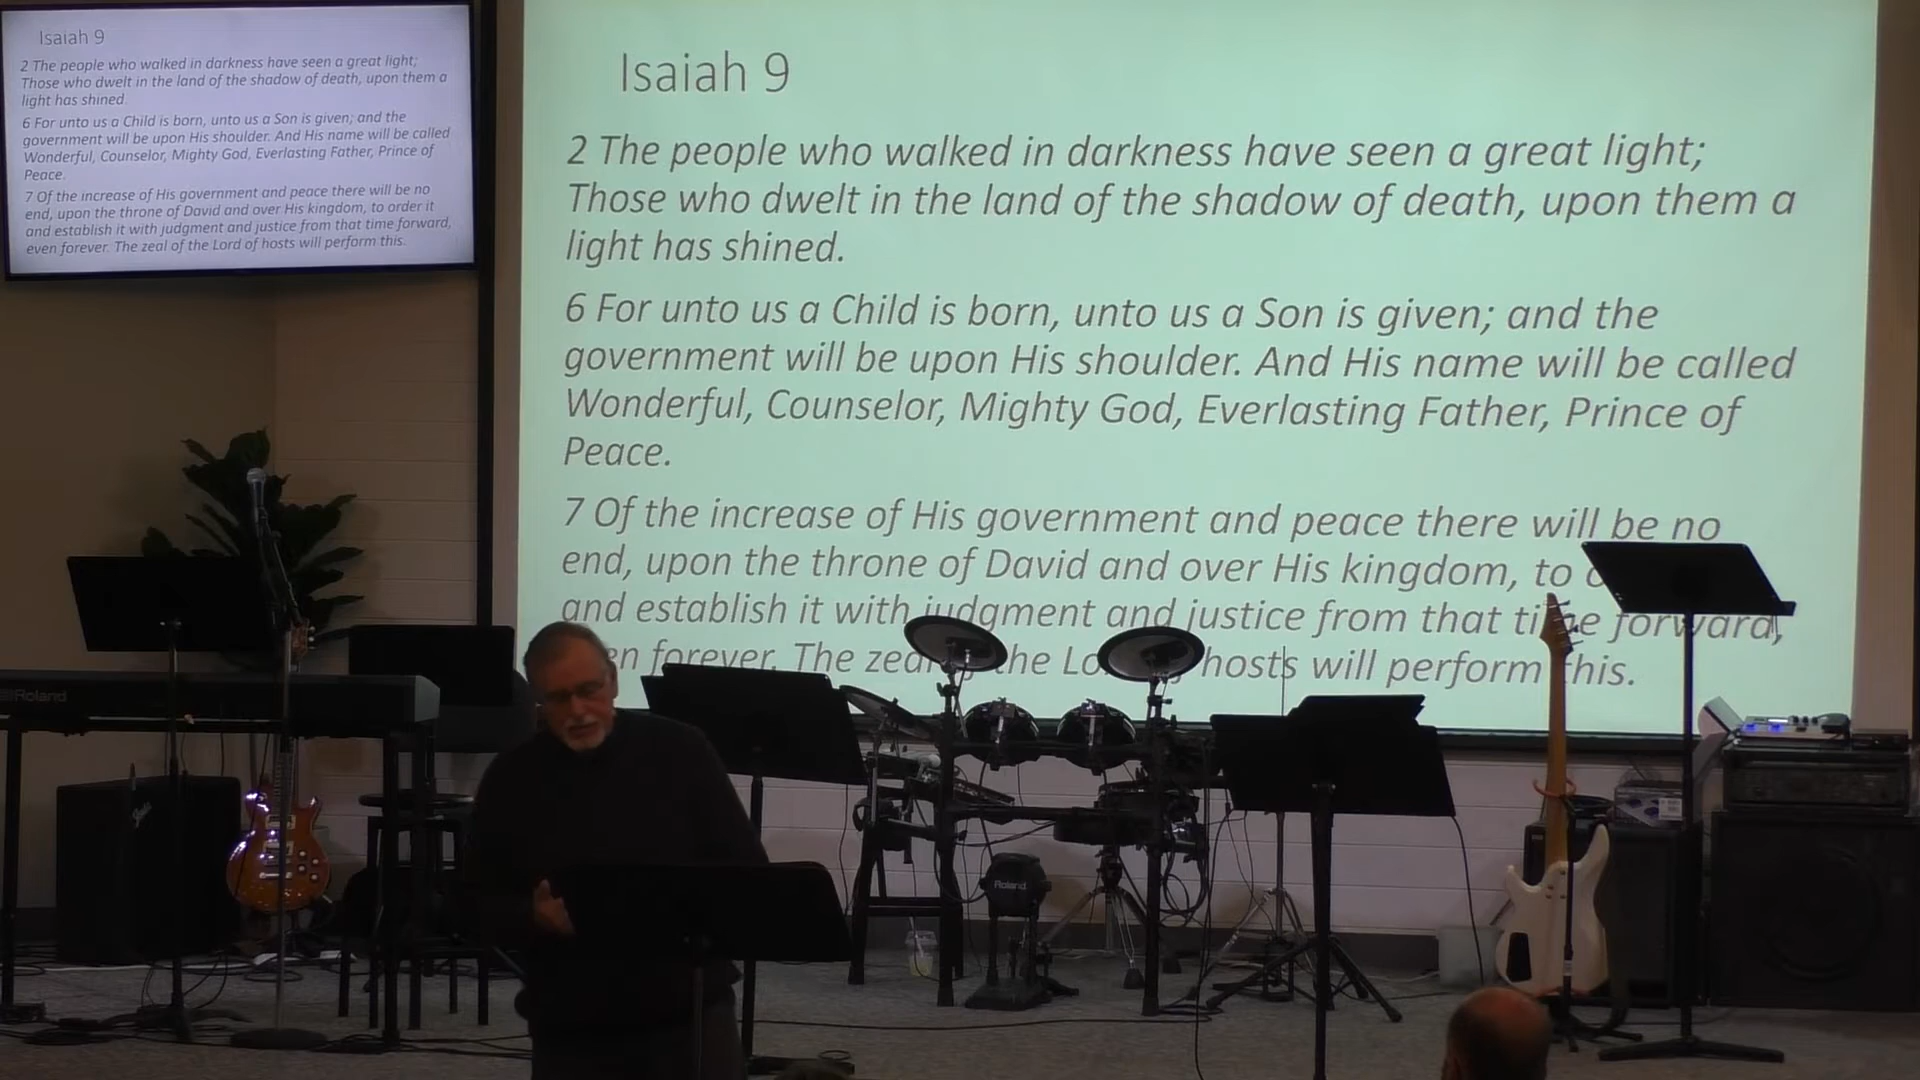 Isaiah 9
2 The people who walked in darkness have seen a great light;
Those who dwelt in the land of the shadow of death, upon them a
light has shined.
6 For unto us a Child is born, unto us a Son is given; and the
government will be upon His shoulder. And His name will be called
Wonderful, Counselor, Mighty God, Everlasting Father, Prince of
Peace.
7 Of the increase of His government and peace there will be no
end, upon the throne of David and over His kingdom, to order it
and establish it with judgment and justice from that time forward,
even forever. The zeal of the Lord of hosts will perform this.
Isaiah 9
2 The people who walked in darkness have seen a great light;
Those who dwelt in the land of the shadow of death, upon them a
light has shined.
6 For unto us a Child is born, unto us a Son is given; and the
government will be upon His shoulder. And His name will be called
Wonderful, Counselor, Mighty God, Everlasting Father, Prince of
Peace.
7 Of the increase of His government and peace there will be no
end, upon the throne of David and over His kingdom, to
and establish it with judgment and justice from that time forward,
forever. The zeal the hosts will perform this.
Roland
Fender
Roland